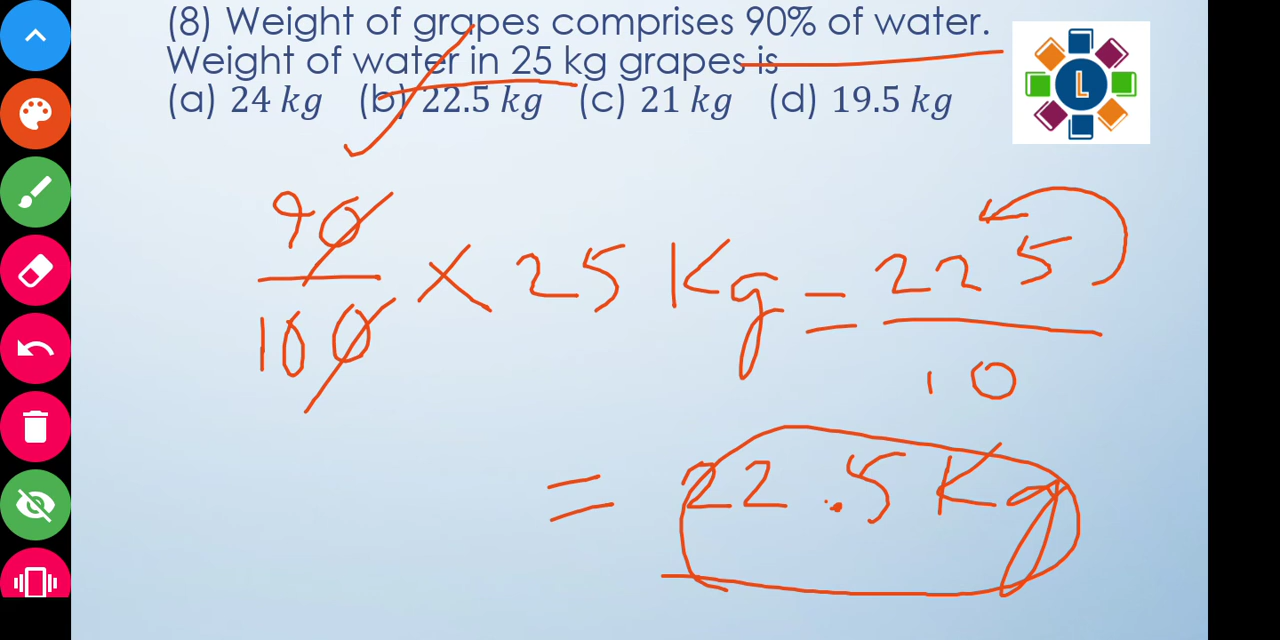 (8) Weight of grapes comprises 90% of water.
Weight of water in 25 kg grapes is
(a) 24 kg (b) 22.5 kg (c) 21 kg (d) 19.5 kg
L
90/100 × 25 Kg = 225/10
= 22.5 Kg